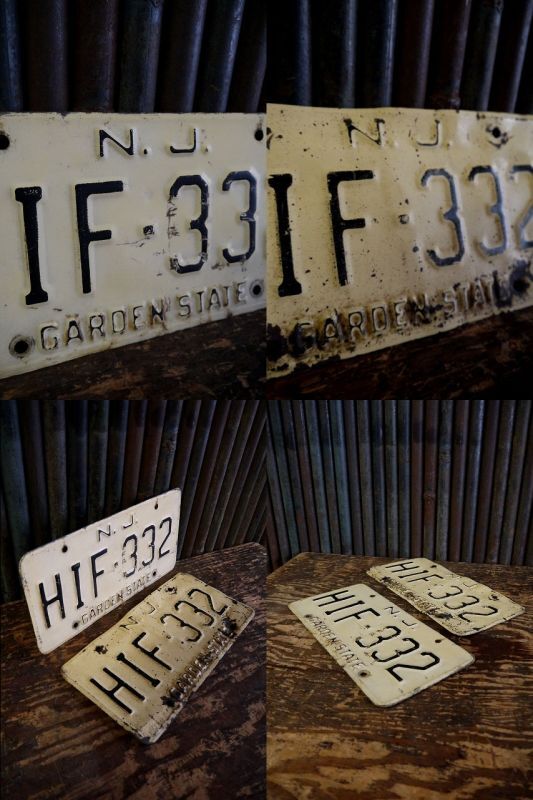 N. J.
IF·33
GARDEN STATE
N. J.
IF·332
GARDEN STATE
N. J.
HIF·332
GARDEN STATE
N. J.
HIF·332
GARDEN STATE
HIF·332
N. J.
HIF·332
GARDEN STATE